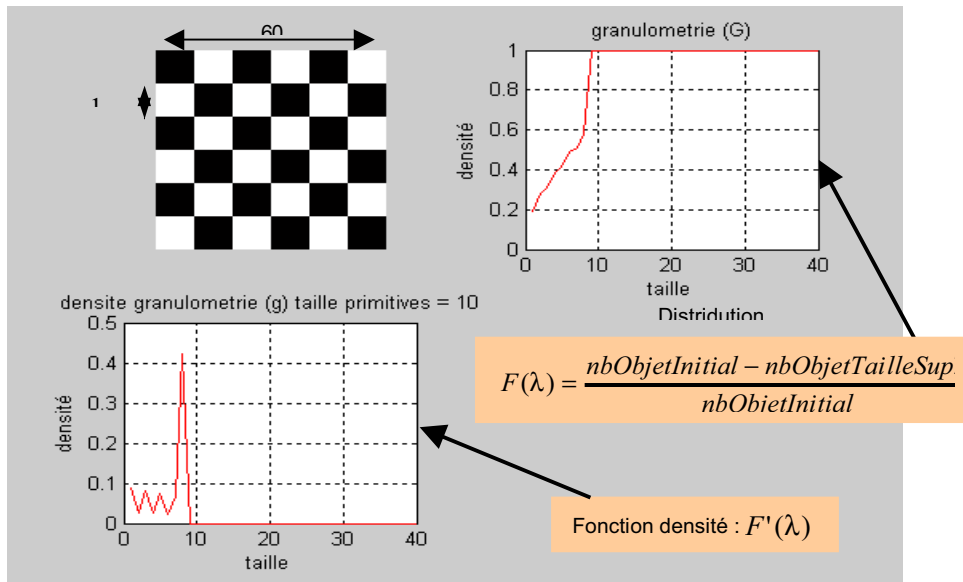 60
1
granulometrie (G)
densité
1
0.8
0.6
0.4
0.2
0
0 10 20 30 40
taille
Distridution
densite granulometrie (g) taille primitives = 10
densité
0.5
0.4
0.3
0.2
0.1
0
0 10 20 30 40
taille
F(λ) = nbObjetInitial − nbObjetTailleSup
nbObjetInitial
Fonction densité : F'(λ)